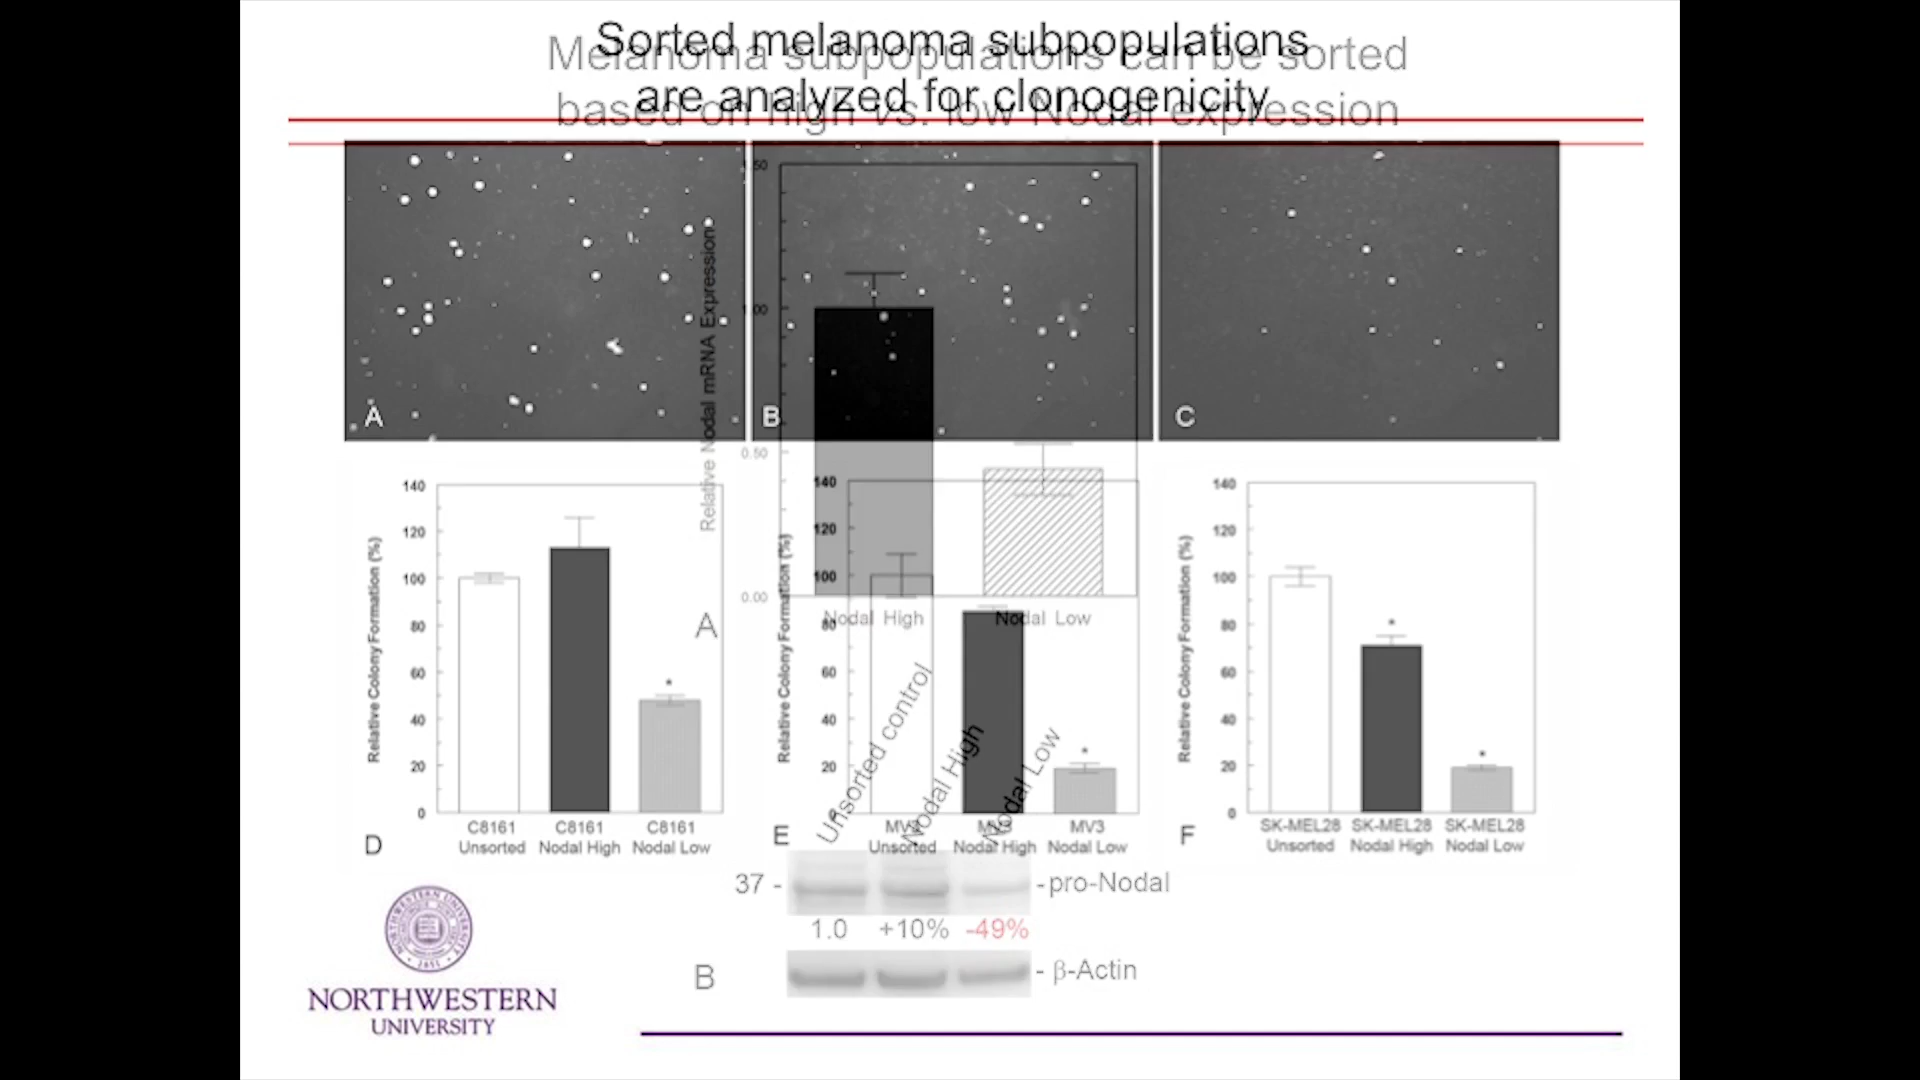 Sorted melanoma subpopulations
are analyzed for clonogenicity
Melanoma subpopulations can be sorted
based on high vs. low Nodal expression
A
B
C
Relative Nodal mRNA Expression
1.00
0.50
0.00
Nodal High
Nodal Low
A
Relative Colony Formation (%)
140
120
100
80
60
40
20
0
*
C8161
Unsorted
C8161
Nodal High
C8161
Nodal Low
D
Relative Colony Formation (%)
140
120
100
80
60
40
20
0
*
MV3
Unsorted
MV3
Nodal High
MV3
Nodal Low
E
Relative Colony Formation (%)
140
120
100
80
60
40
20
0
*
*
SK-MEL28
Unsorted
SK-MEL28
Nodal High
SK-MEL28
Nodal Low
F
Unsorted control
Nodal High
Nodal Low
37 -
-pro-Nodal
1.0 +10% -49%
- β-Actin
B
NORTHWESTERN UNIVERSITY
1851
NORTHWESTERN
UNIVERSITY